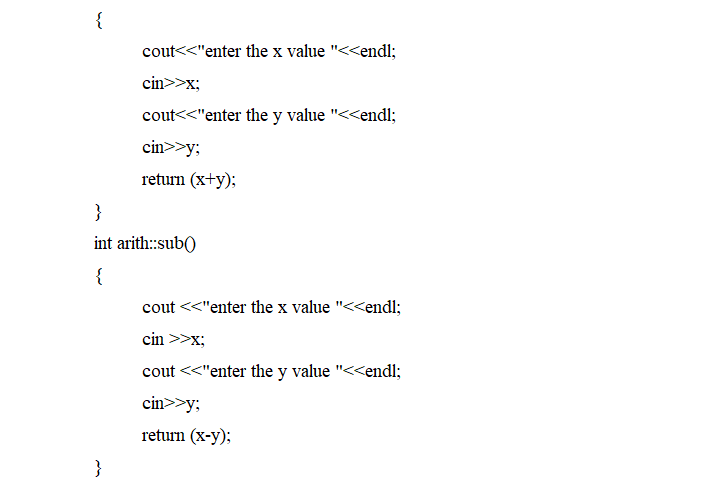 {
cout<<"enter the x value "<<endl;
cin>>x;
cout<<"enter the y value "<<endl;
cin>>y;
return (x+y);
}
int arith::sub()
{
cout <<"enter the x value "<<endl;
cin >>x;
cout <<"enter the y value "<<endl;
cin>>y;
return (x-y);
}